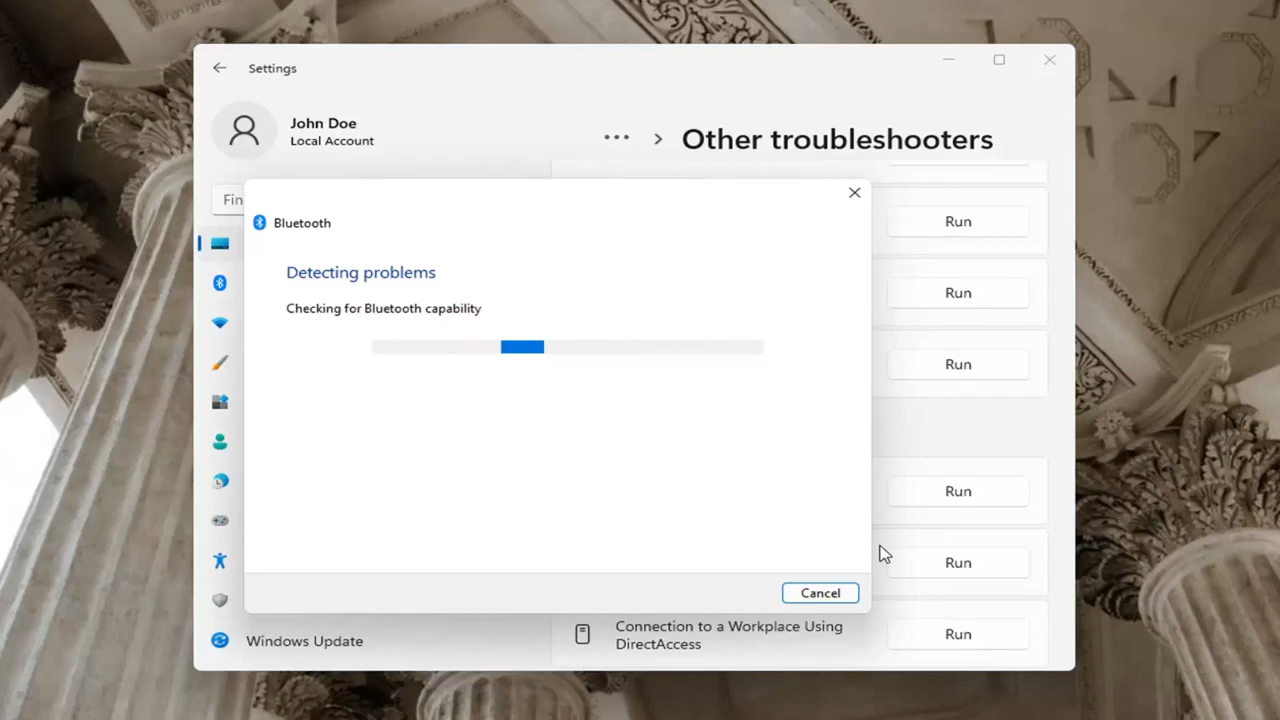 Settings
John Doe
Local Account
Other troubleshooters
Fin
Run
Bluetooth
Detecting problems
Run
Checking for Bluetooth capability
Run
Run
Run
Cancel
Connection to a Workplace Using
DirectAccess
Run
Windows Update